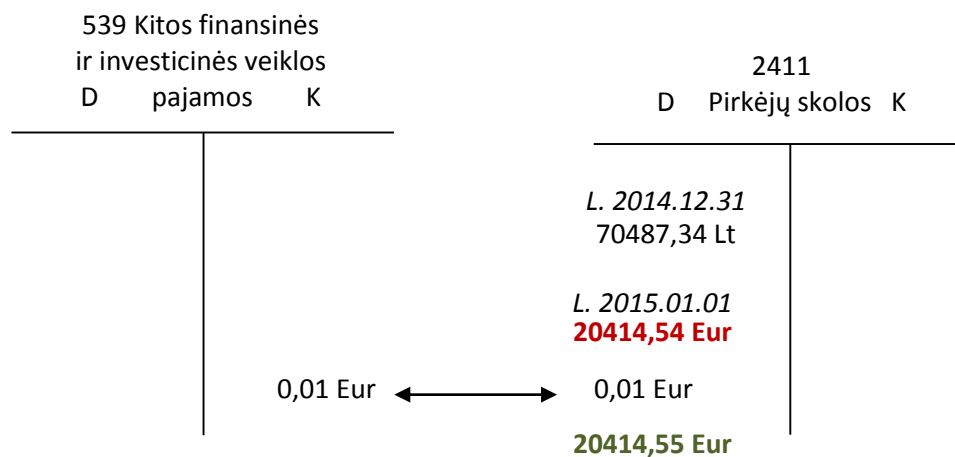 539 Kitos finansinės
ir investicinės veiklos
D pajamos K
2411
D Pirkėjų skolos K
L. 2014.12.31
70487,34 Lt
L. 2015.01.01
20414,54 Eur
0,01 Eur
0,01 Eur
20414,55 Eur